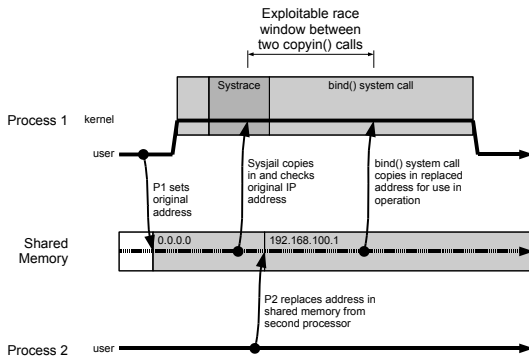 Exploitable race
window between
two copyin() calls
Systrace
bind() system call
Process 1
kernel
user
P1 sets
original
address
Sysjail copies
in and checks
original IP
address
bind() system call
copies in replaced
address for use in
operation
Shared
Memory
0.0.0.0
192.168.100.1
P2 replaces address in
shared memory from
second processor
Process 2
user